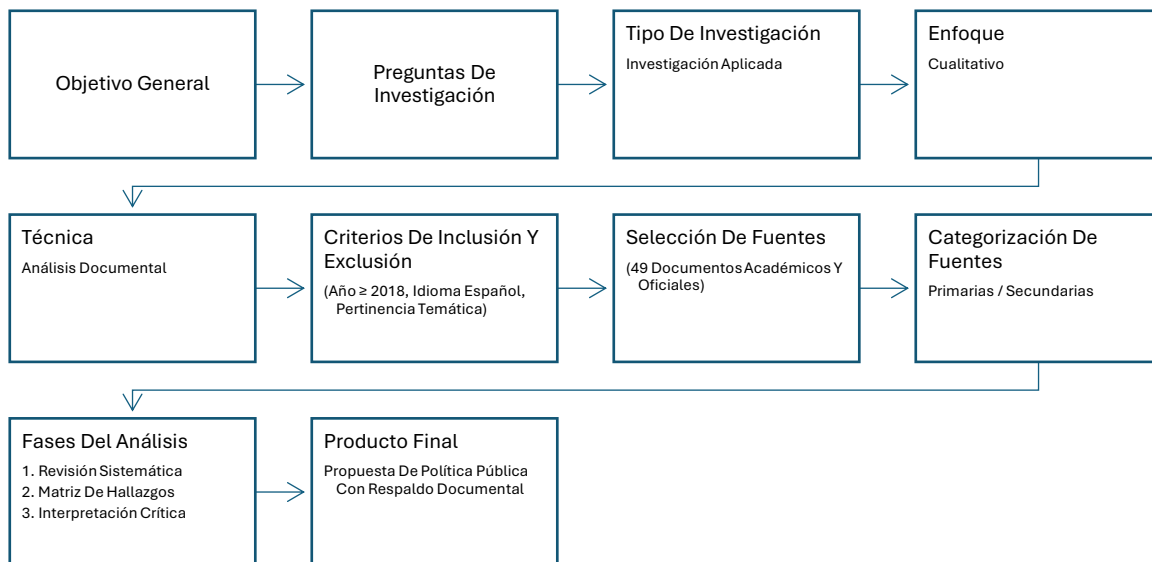 Objetivo General
Preguntas De
Investigación
Tipo De Investigación
Investigación Aplicada
Enfoque
Cualitativo
Técnica
Análisis Documental
Criterios De Inclusión Y
Exclusión
(Año ≥ 2018, Idioma Español,
Pertinencia Temática)
Selección De Fuentes
(49 Documentos Académicos Y
Oficiales)
Categorización De
Fuentes
Primarias / Secundarias
Fases Del Análisis
1. Revisión Sistemática
2. Matriz De Hallazgos
3. Interpretación Crítica
Producto Final
Propuesta De Política Pública
Con Respaldo Documental